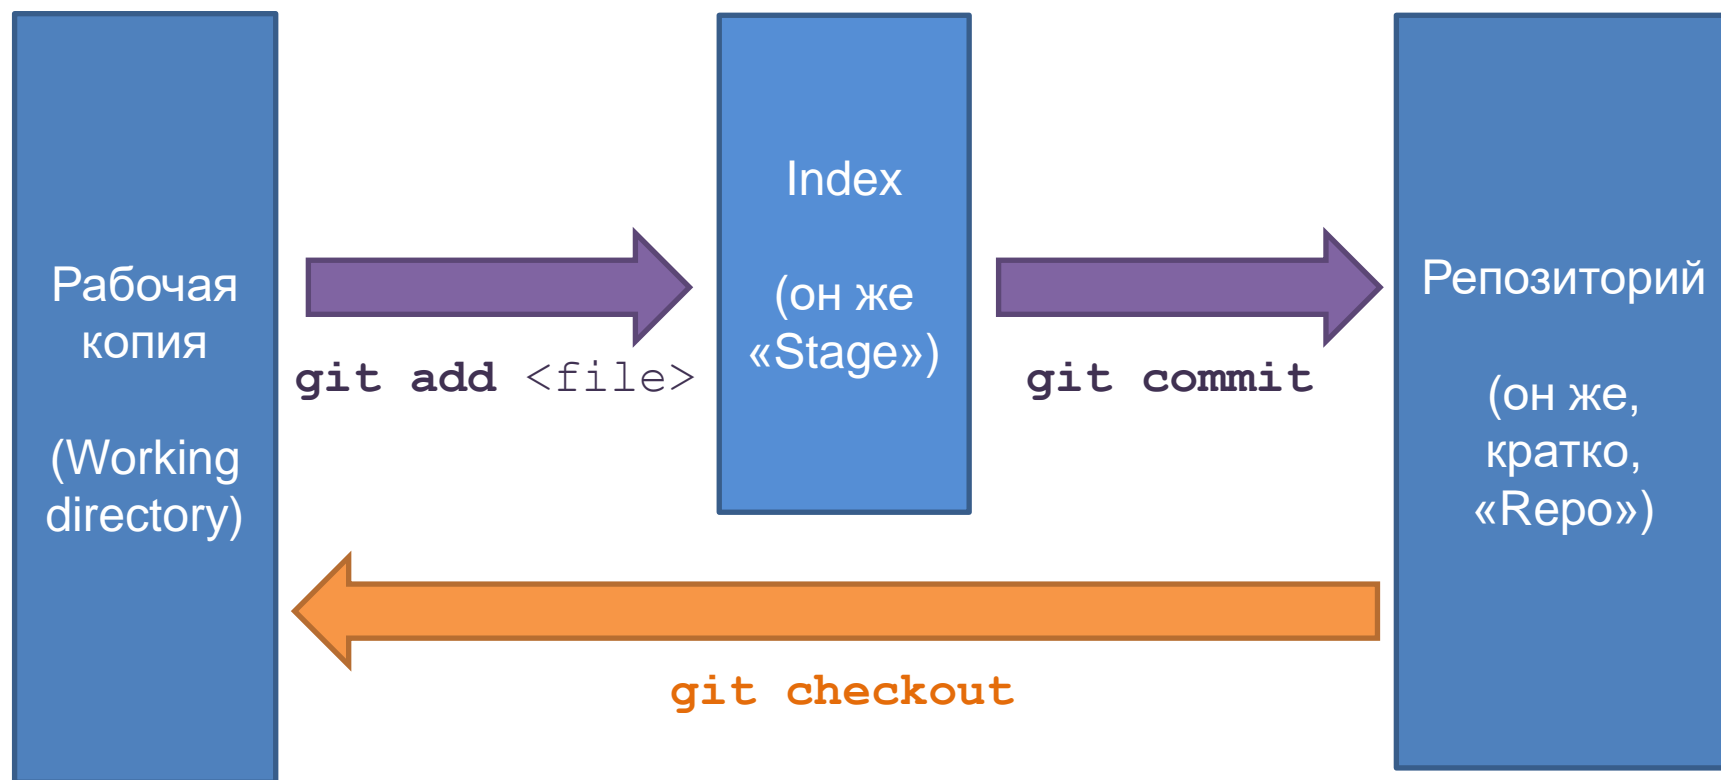 Рабочая
копия
(Working
directory)
git add <file>
Index
(он же
«Stage»)
git commit
Репозиторий
(он же,
кратко,
«Repo»)
git checkout